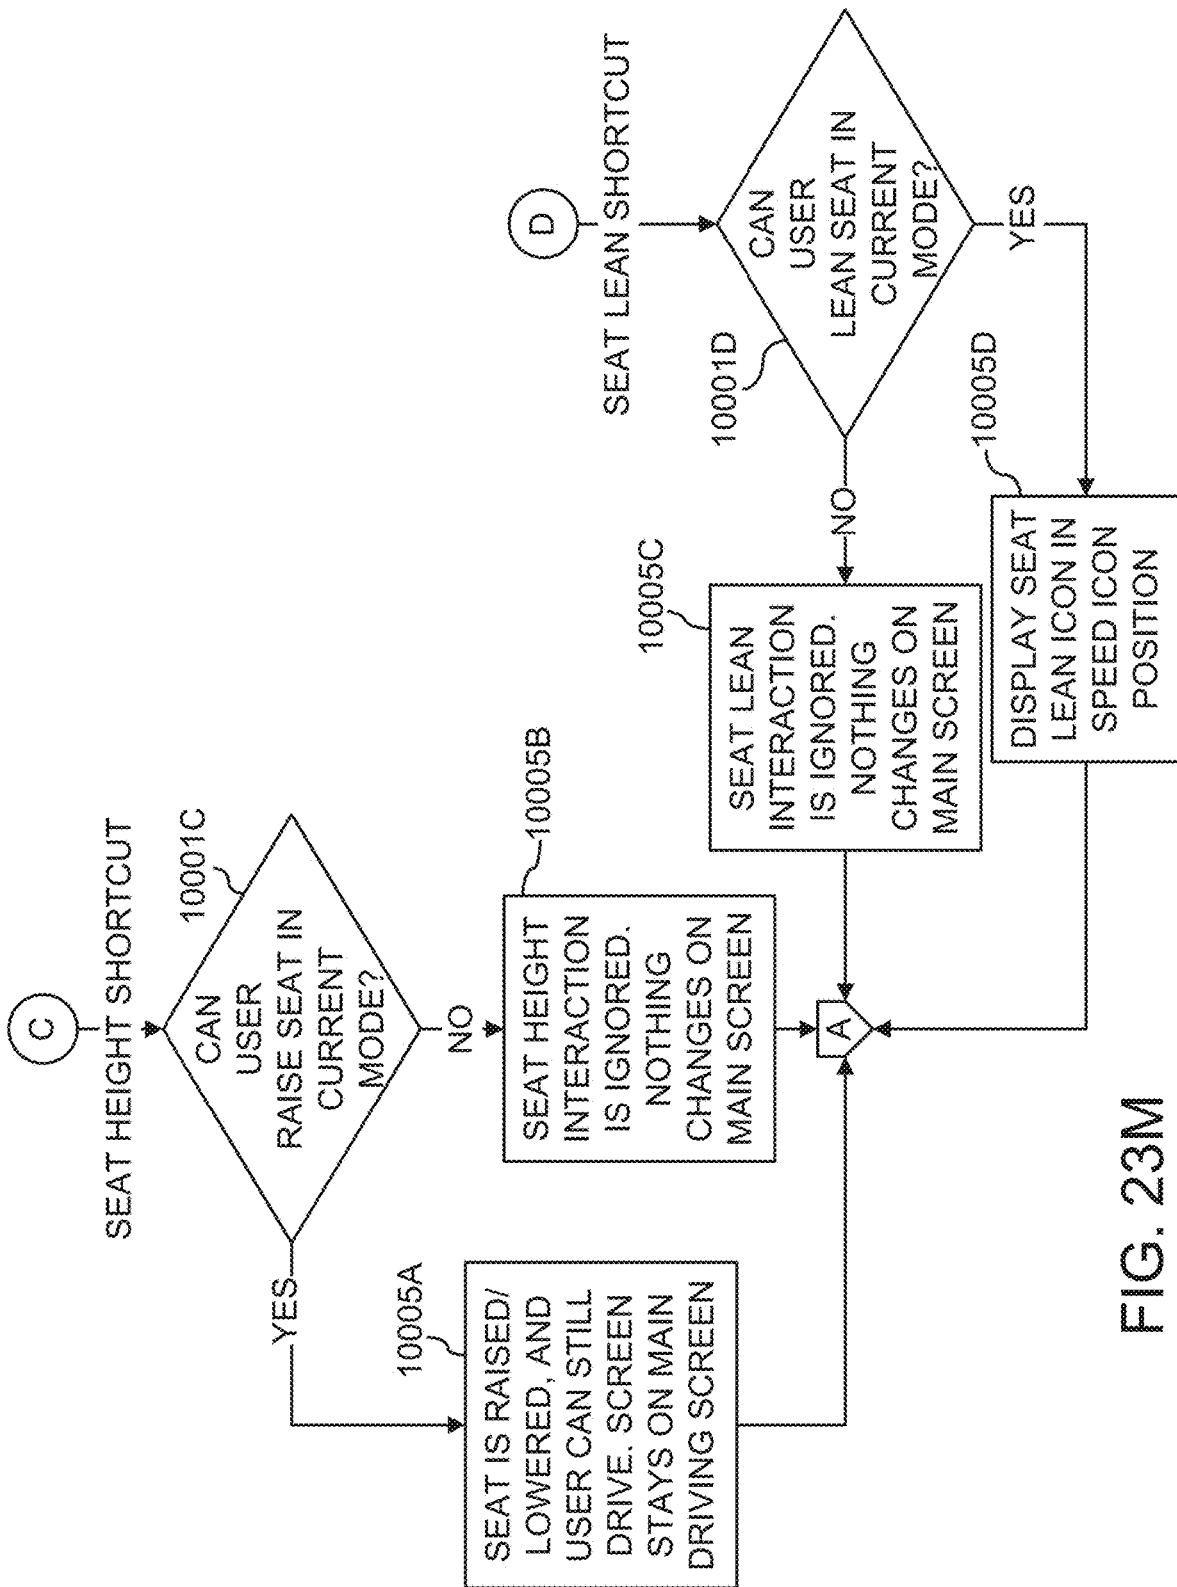 C
SEAT HEIGHT SHORTCUT
10001C
CAN
USER
RAISE SEAT IN
CURRENT
MODE?
YES
NO
10005A
SEAT IS RAISED/
LOWERED, AND
USER CAN STILL
DRIVE. SCREEN
STAYS ON MAIN
DRIVING SCREEN
10005B
SEAT HEIGHT
INTERACTION
IS IGNORED.
NOTHING
CHANGES ON
MAIN SCREEN
A
D
SEAT LEAN SHORTCUT
10001D
CAN
USER
LEAN SEAT IN
CURRENT
MODE?
NO
YES
10005C
SEAT LEAN
INTERACTION
IS IGNORED.
NOTHING
CHANGES ON
MAIN SCREEN
10005D
DISPLAY SEAT
LEAN ICON IN
SPEED ICON
POSITION
FIG. 23M